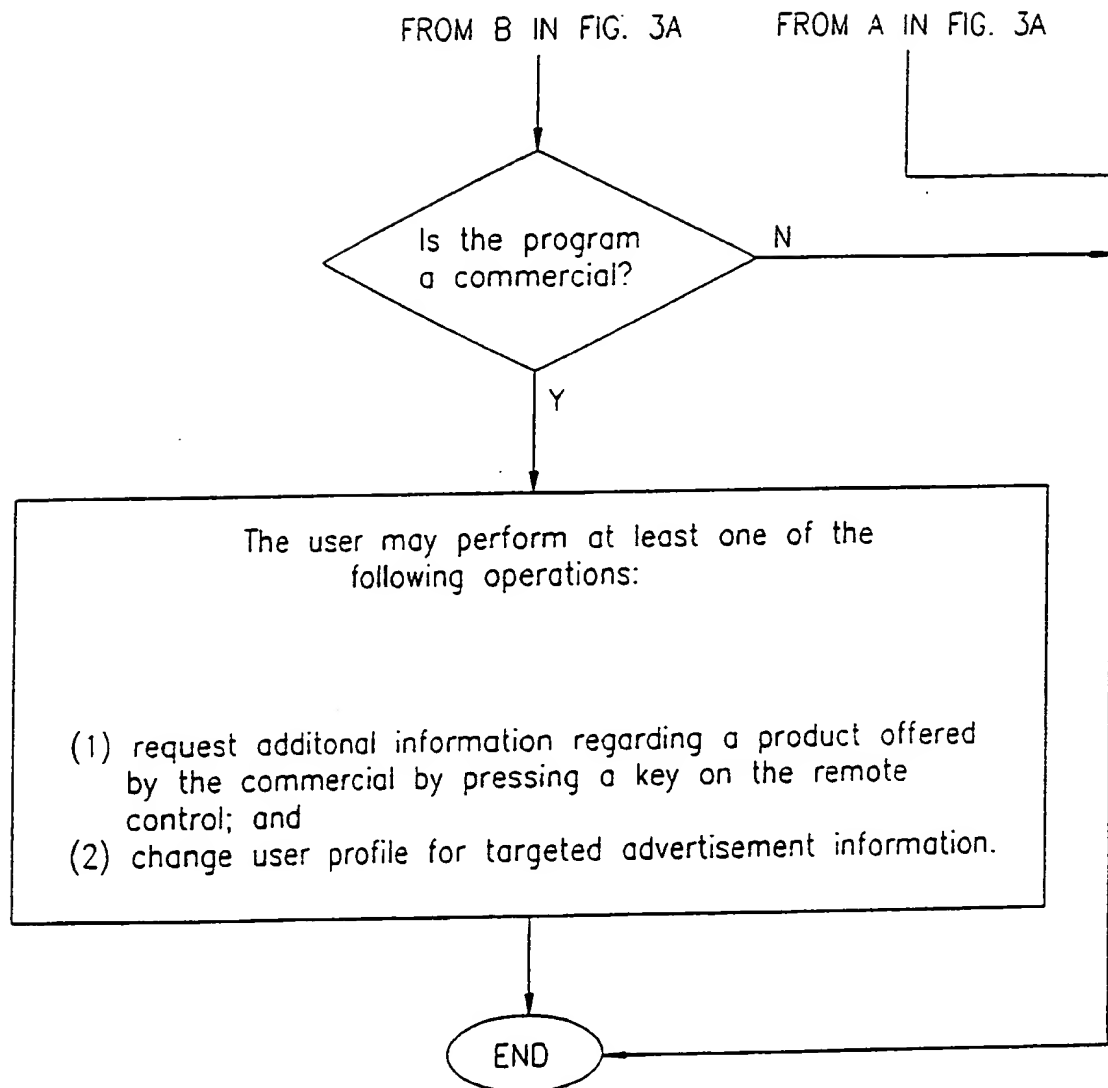 FROM B IN FIG. 3A
FROM A IN FIG. 3A
Is the program
a commercial?
N
Y
The user may perform at least one of the
following operations:
(1) request additonal information regarding a product offered
by the commercial by pressing a key on the remote
control; and
(2) change user profile for targeted advertisement information.
END